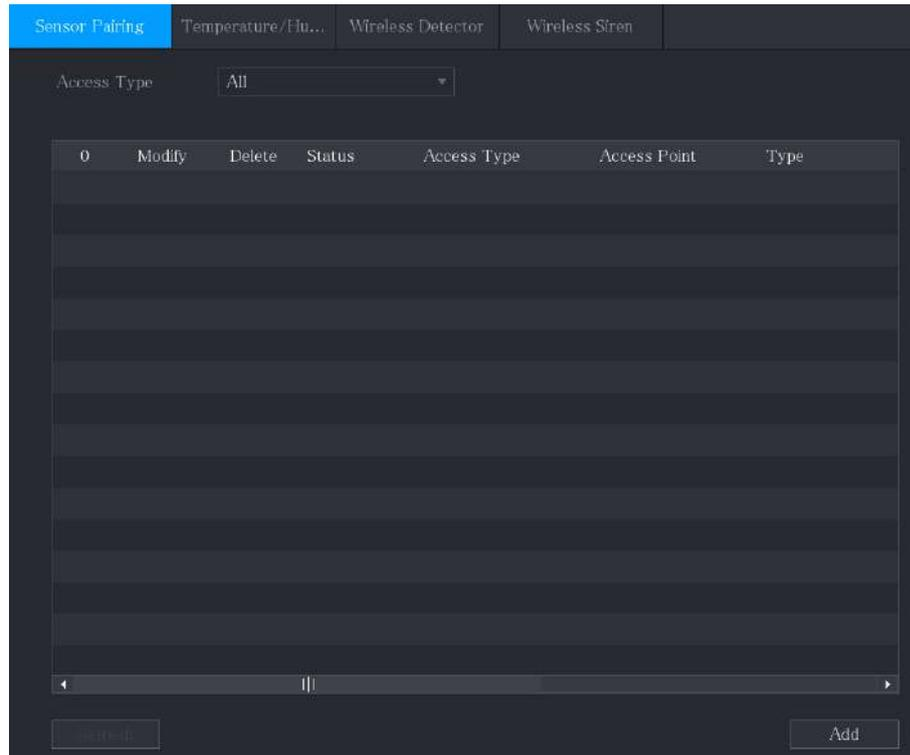 Sensor Pairing Temperature/Hu... Wireless Detector Wireless Siren
Access Type All
0 Modify Delete Status Access Type Access Point Type
Add